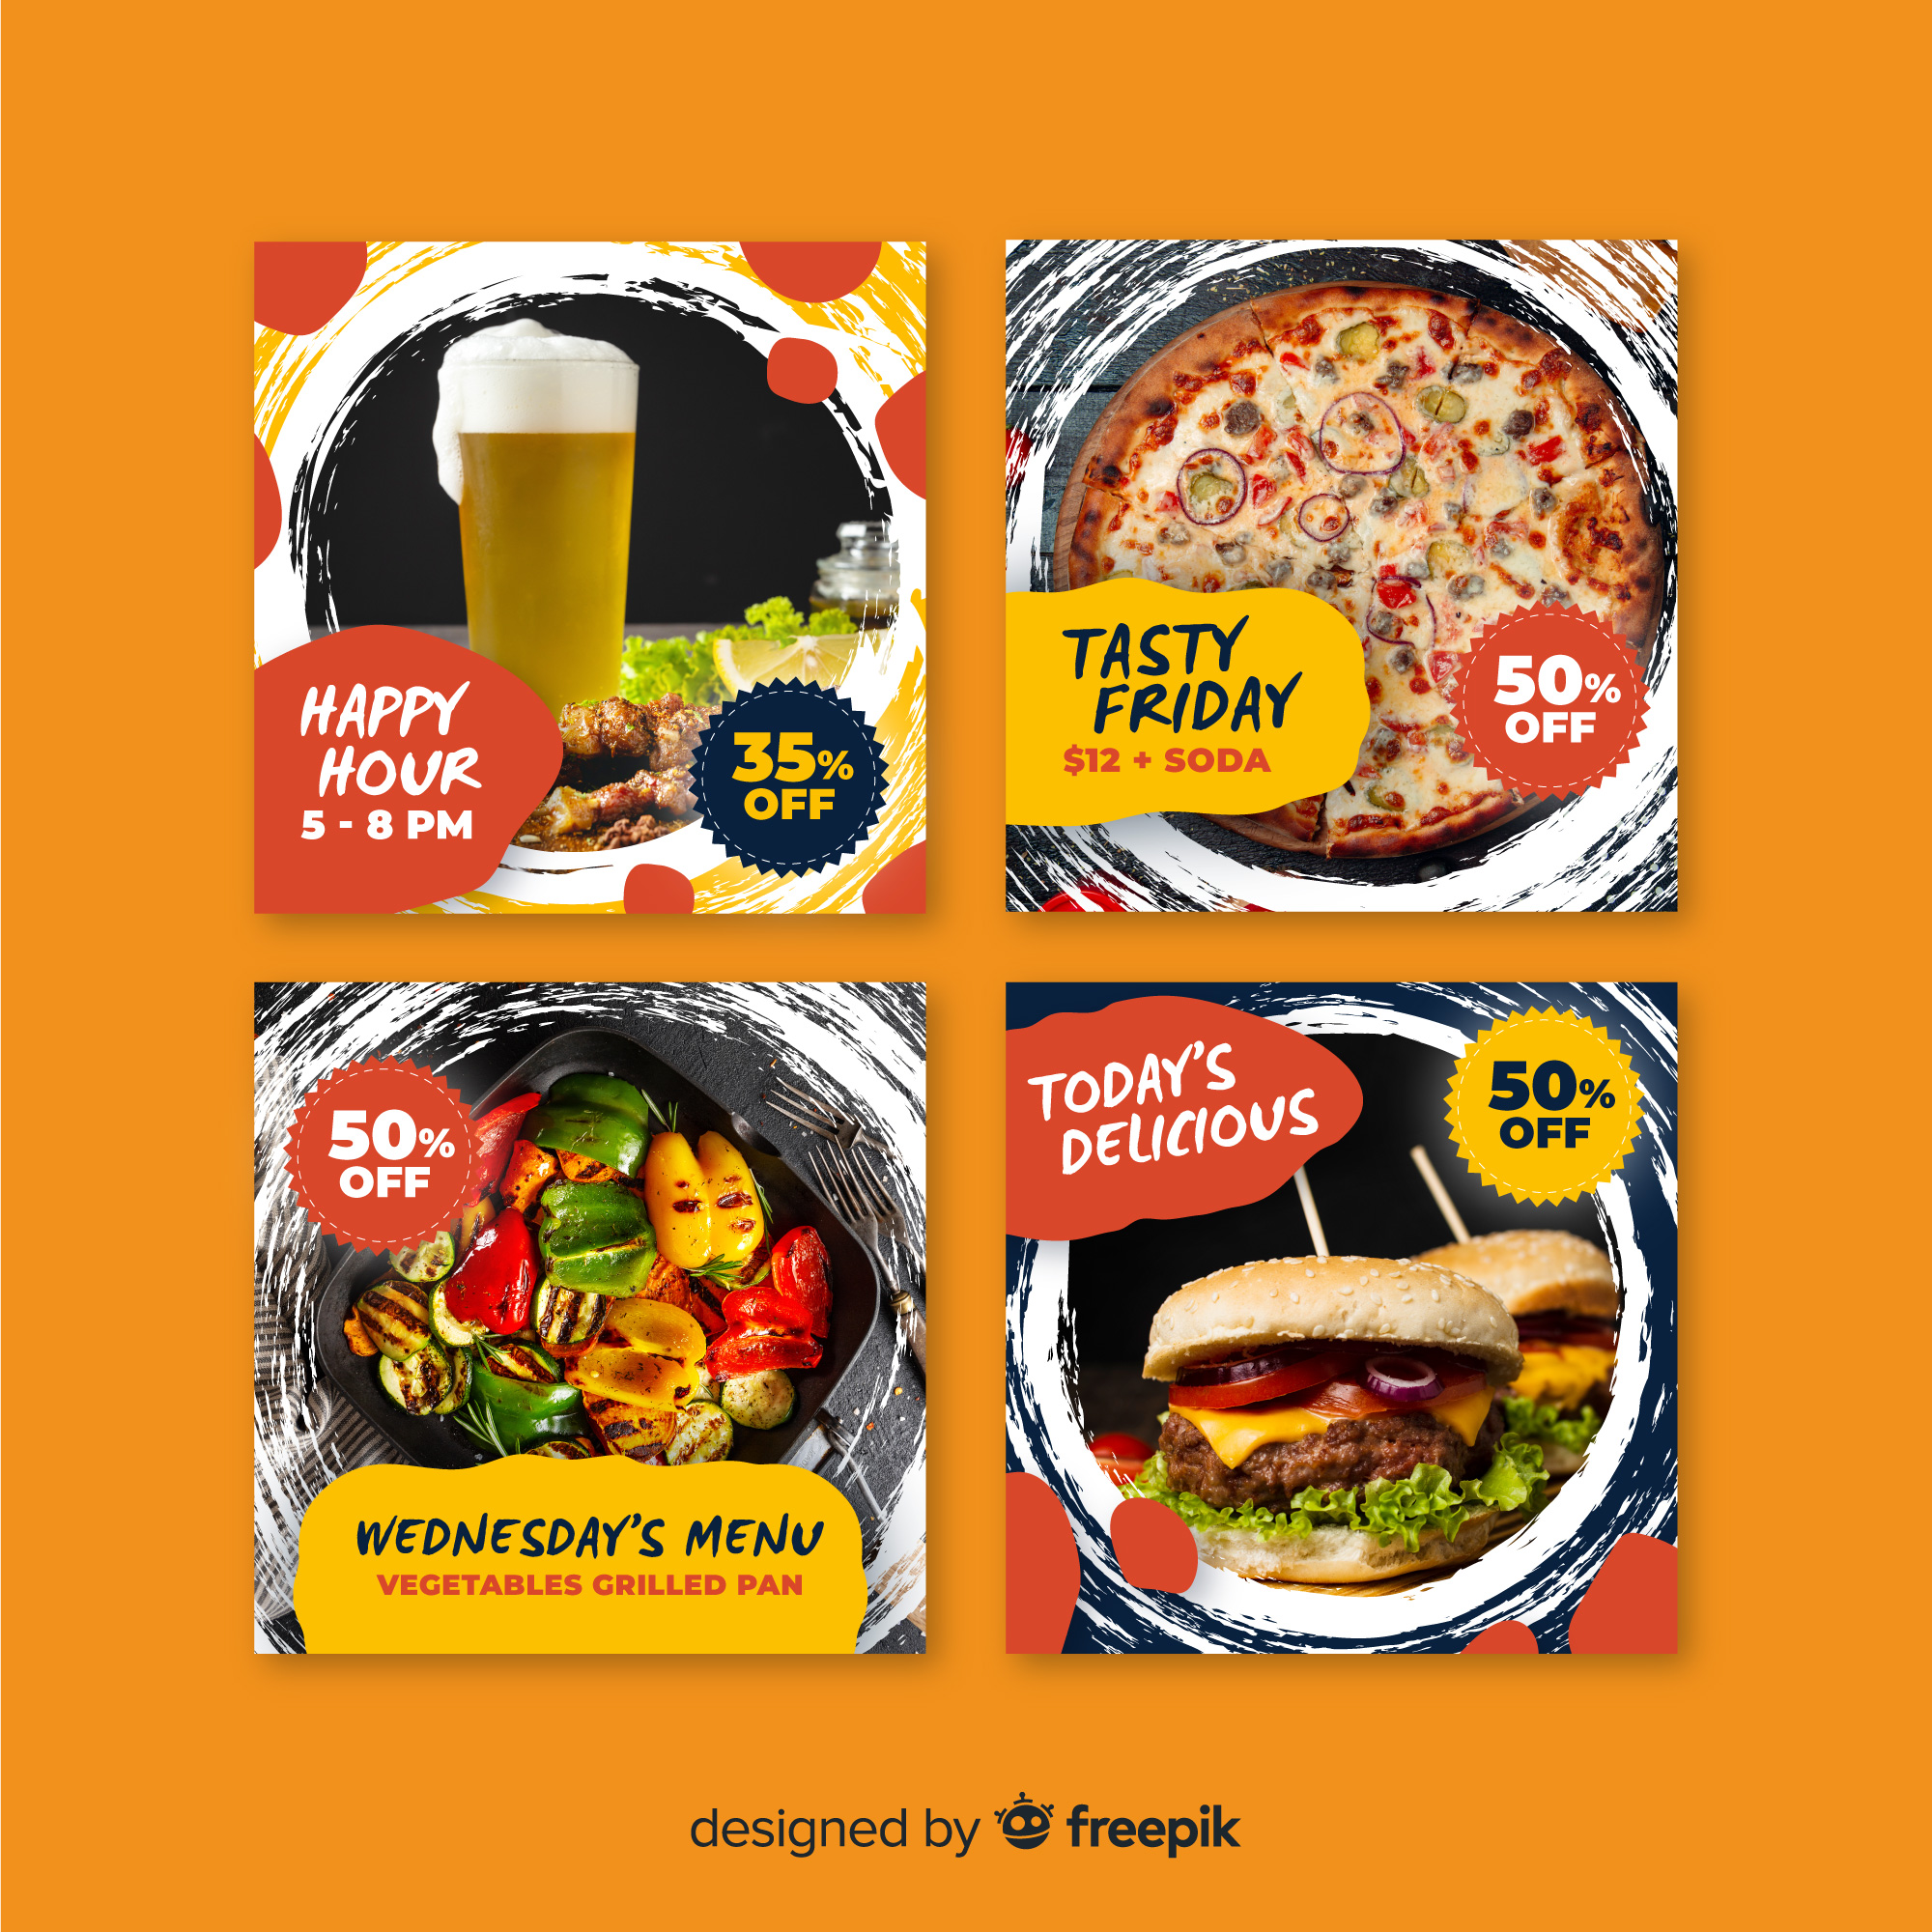 HAPPY
HOUR
5 - 8 PM
35%
OFF
TASTY
FRIDAY
$12 + SODA
50%
OFF
50%
OFF
WEDNESDAY'S MENU
VEGETABLES GRILLED PAN
TODAY'S
DELICIOUS
50%
OFF
designed by freepik